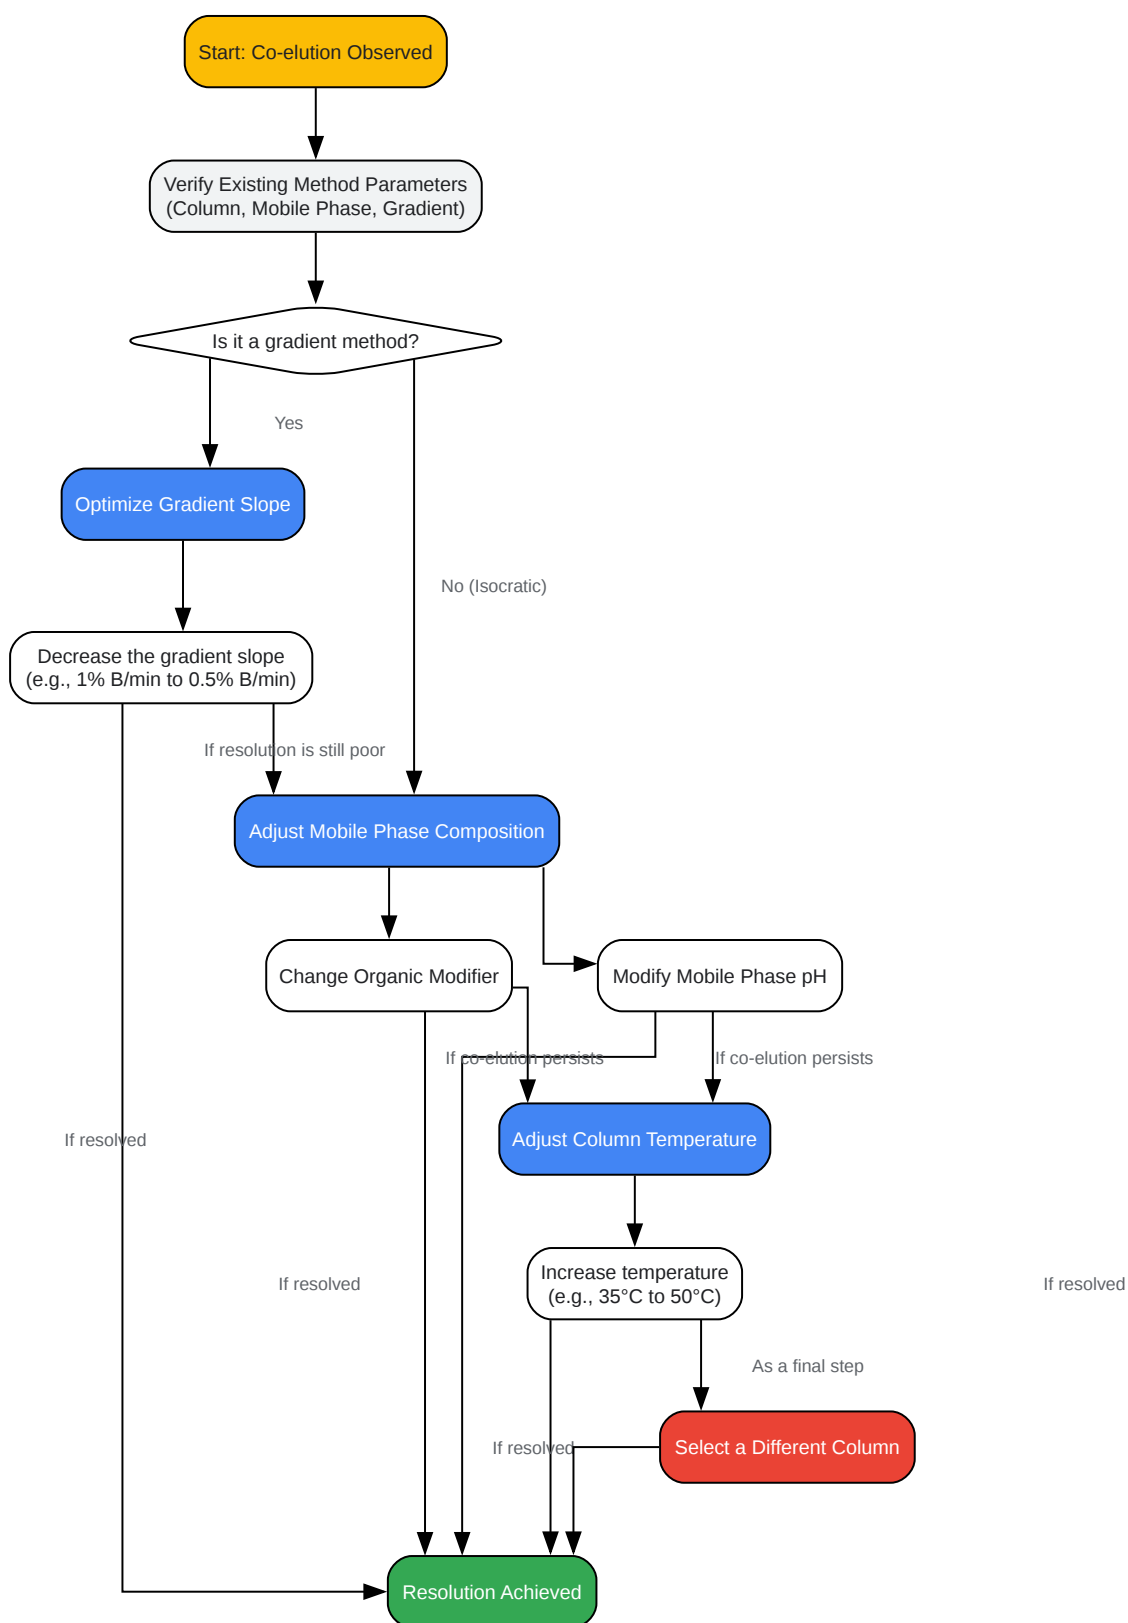 Start: Co-elution Observed
Verify Existing Method Parameters
(Column, Mobile Phase, Gradient)
Is it a gradient method?
Yes
Optimize Gradient Slope
No (Isocratic)
Decrease the gradient slope
(e.g., 1% B/min to 0.5% B/min)
If resolution is still poor
Adjust Mobile Phase Composition
Change Organic Modifier
Modify Mobile Phase pH
If co-elution persists
If co-elution persists
If resolved
Adjust Column Temperature
Increase temperature
(e.g., 35°C to 50°C)
If resolved
If resolved
As a final step
If resolved
Select a Different Column
Resolution Achieved